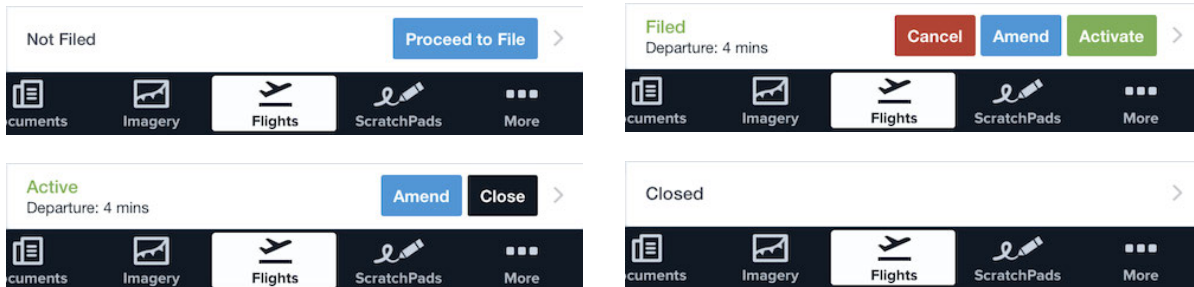 Not Filed
Proceed to File
cuments Imagery Flights ScratchPads More
Filed
Departure: 4 mins
Cancel Amend Activate
cuments Imagery Flights ScratchPads More
Active
Departure: 4 mins
Amend Close
cuments Imagery Flights ScratchPads More
Closed
cuments Imagery Flights ScratchPads More